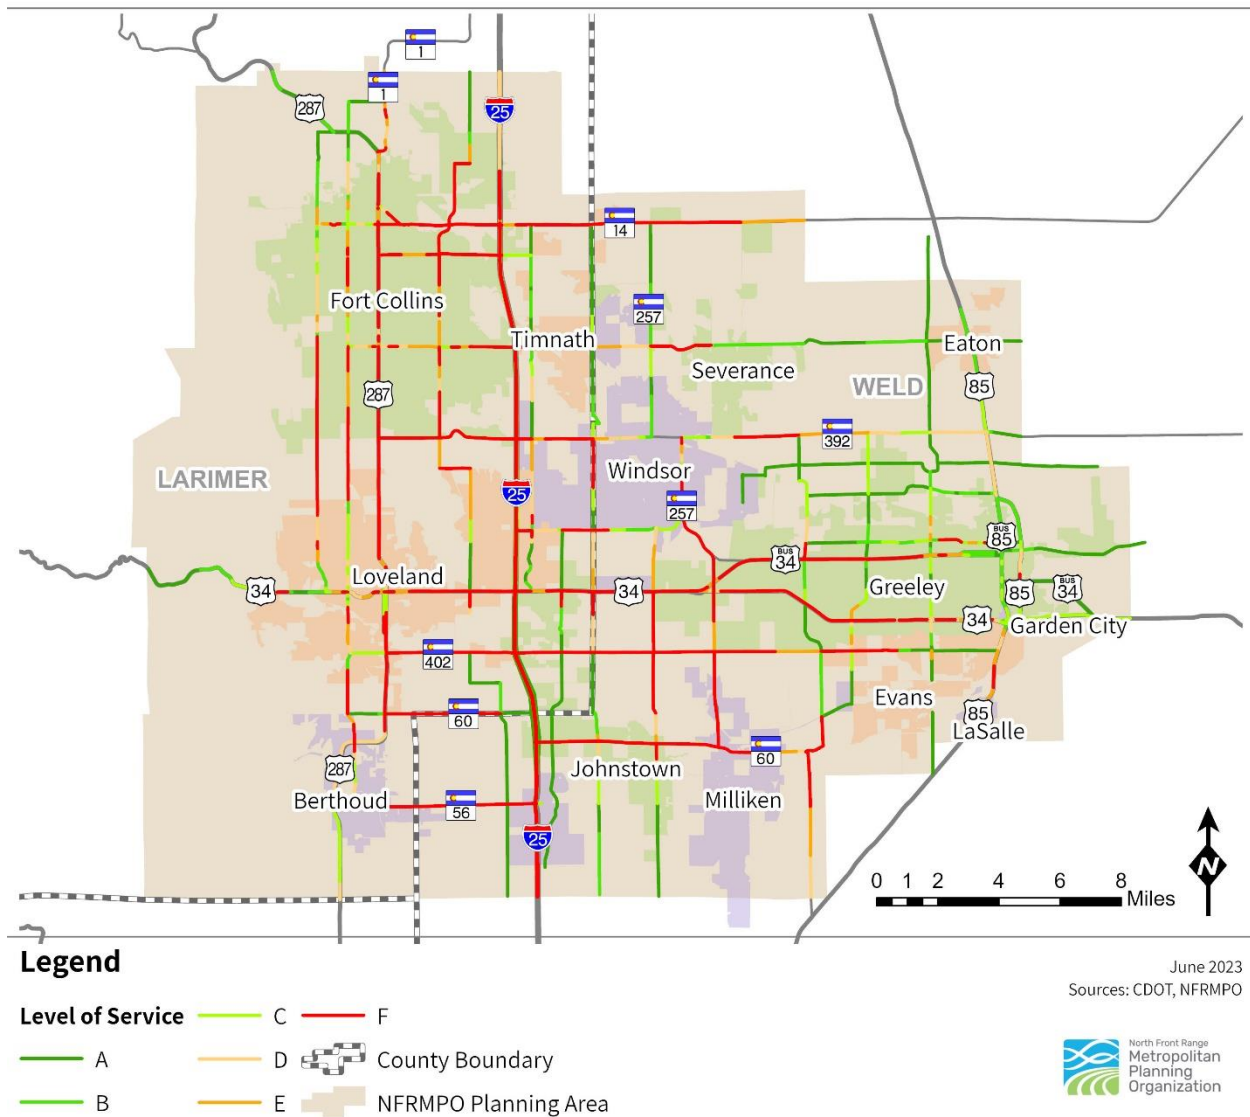 1
1
287
25
14
Fort Collins
257
Timnath
Eaton
Severance
287
WELD
85
392
LARIMER
Windsor
25
257
BUS
85
BUS
34
Loveland
34
34
Greeley
85
BUS
34
34
Garden City
402
Evans
60
85
LaSalle
287
Johnstown
60
Berthoud
56
Milliken
25
N
0 1 2 4 6 8
Miles
Legend
June 2023
Sources: CDOT, NFRMPO
Level of Service
C
F
A
D
County Boundary
B
E
NFRMPO Planning Area
North Front Range
Metropolitan
Planning
Organization